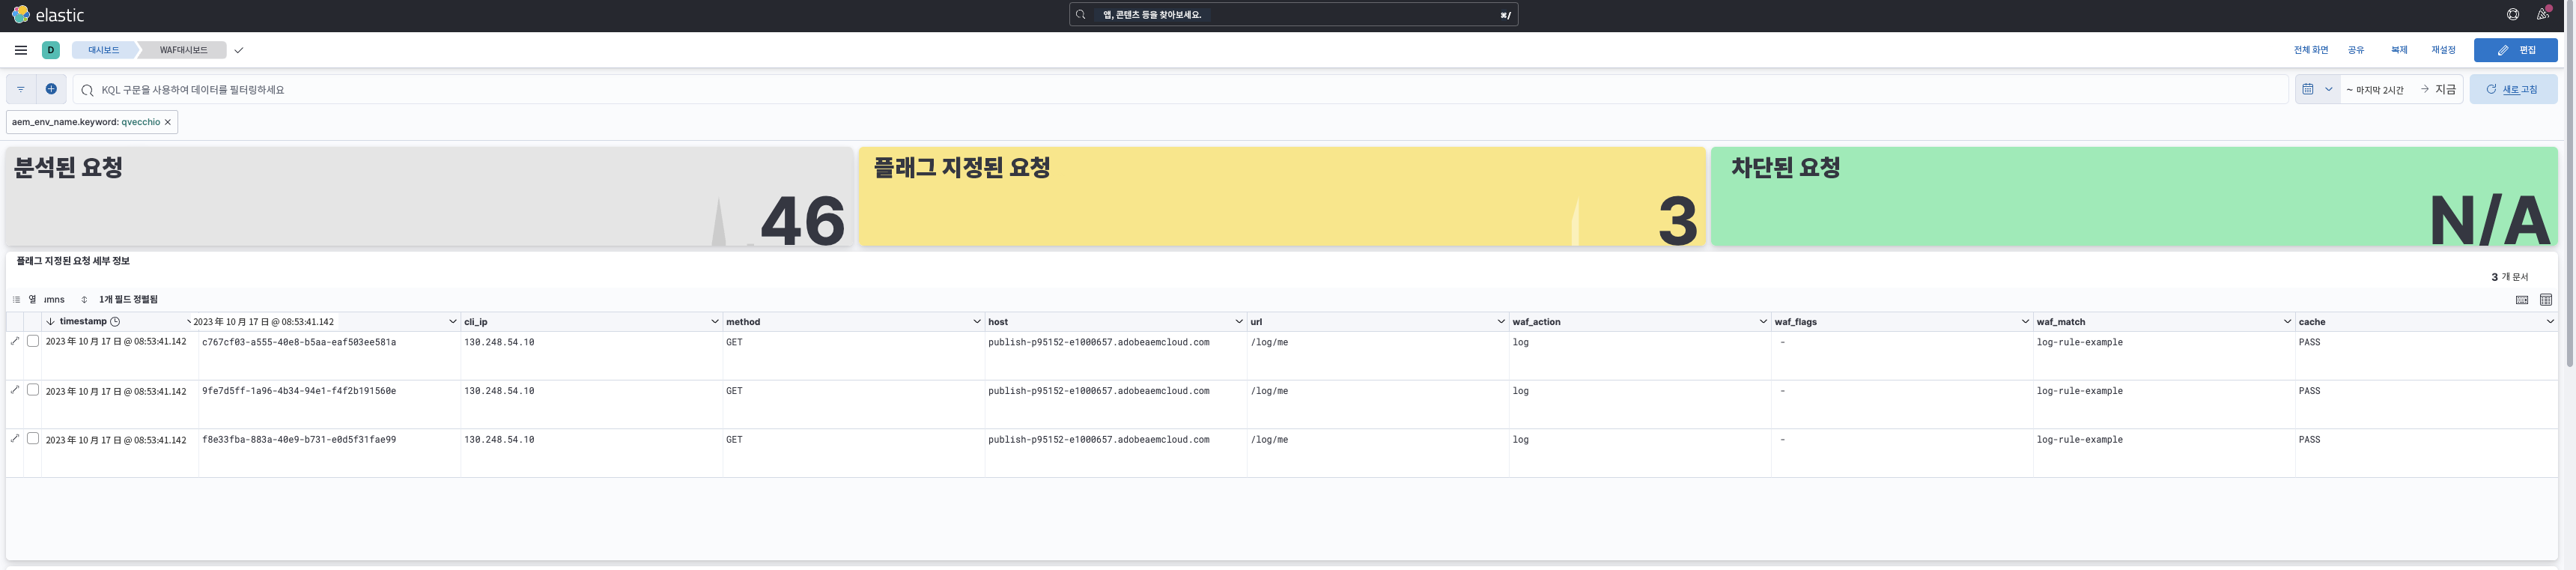 elastic
앱, 콘텐츠 등을 찾아보세요. ⌘/
D 대시보드 WAF대시보드 전체 화면 공유 복제 재설정 편집
KQL 구문을 사용하여 데이터를 필터링하세요 ~ 마지막 2시간 → 지금 새로 고침
aem_env_name.keyword: qvecchio ×
분석된 요청 플래그 지정된 요청 차단된 요청
46 3 N/A
플래그 지정된 요청 세부 정보
3 개 문서
열 umns 1개 필드 정렬됨
timestamp 2023 年 10 月 17 日 @ 08:53:41.142 cli_ip method host url waf_action waf_flags waf_match cache
2023 年 10 月 17 日 @ 08:53:41.142 c767cf03-a555-40e8-b5aa-eaf503ee581a 130.248.54.10 GET publish-p95152-e1000657.adobeaemcloud.com /log/me log - log-rule-example PASS
2023 年 10 月 17 日 @ 08:53:41.142 9fe7d5ff-1a96-4b34-94e1-f4f2b191560e 130.248.54.10 GET publish-p95152-e1000657.adobeaemcloud.com /log/me log - log-rule-example PASS
2023 年 10 月 17 日 @ 08:53:41.142 f8e33fba-883a-40e9-b731-e0d5f31fae99 130.248.54.10 GET publish-p95152-e1000657.adobeaemcloud.com /log/me log - log-rule-example PASS